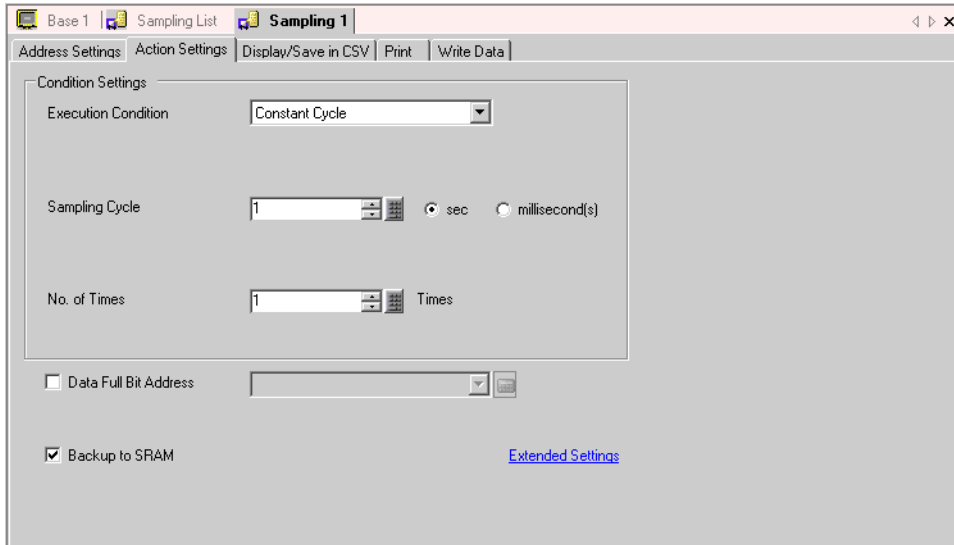 Base 1 Sampling List Sampling 1
Address Settings Action Settings Display/Save in CSV Print Write Data
Condition Settings
Execution Condition Constant Cycle
Sampling Cycle 1 sec millisecond(s)
No. of Times 1 Times
Data Full Bit Address
Backup to SRAM Extended Settings